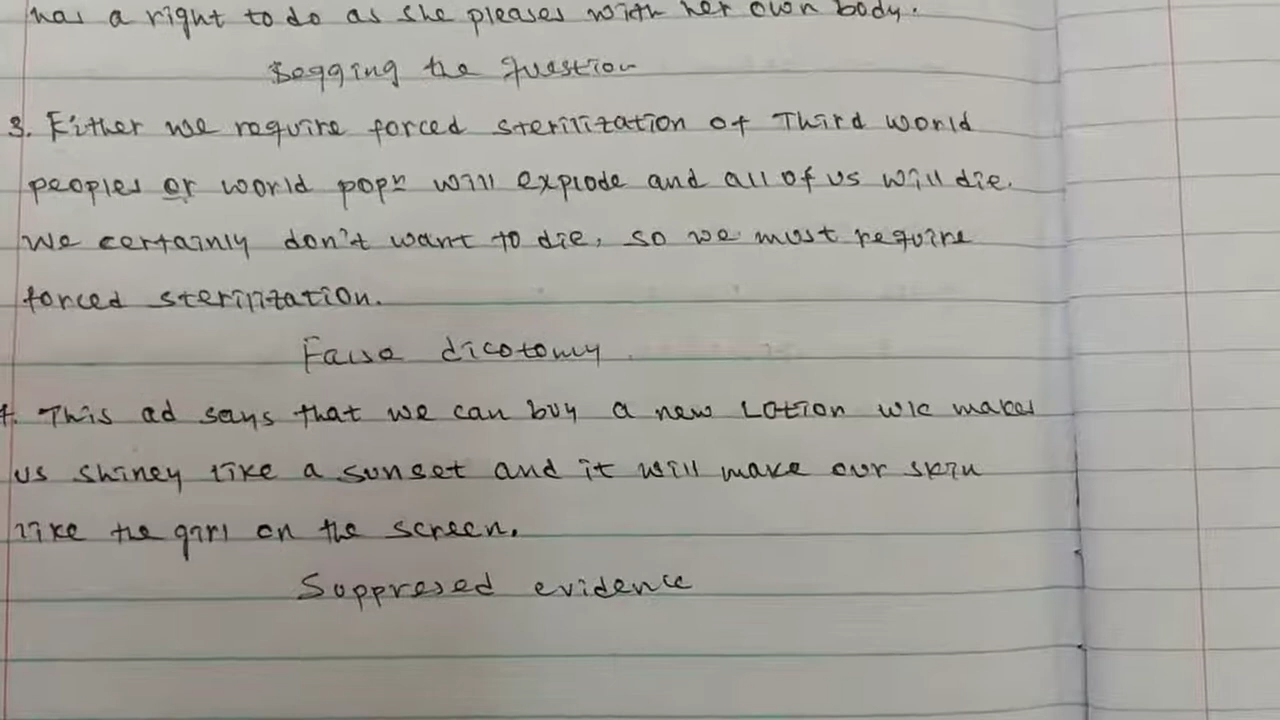 has a right to do as she pleases with her own body.
Begging the question
3. Either we require forced sterilization of Third world
peoples or world popn will explode and all of us will die.
We certainly don't want to die, so we must require
forced sterilization.
False dicotomy
4. This ad says that we can buy a new Lotion wlc makes
us shiney like a sunset and it will make our skin
like the girl on the screen.
Suppresed evidence